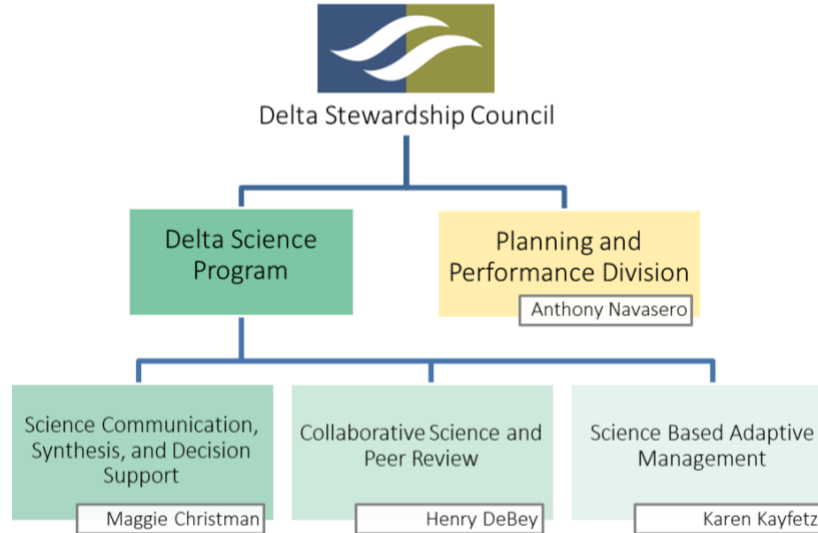 Delta Stewardship Council
Delta Science
Program
Planning and
Performance Division
Anthony Navasero
Science Communication,
Synthesis, and Decision
Support
Maggie Christman
Collaborative Science and
Peer Review
Henry DeBey
Science Based Adaptive
Management
Karen Kayfetz